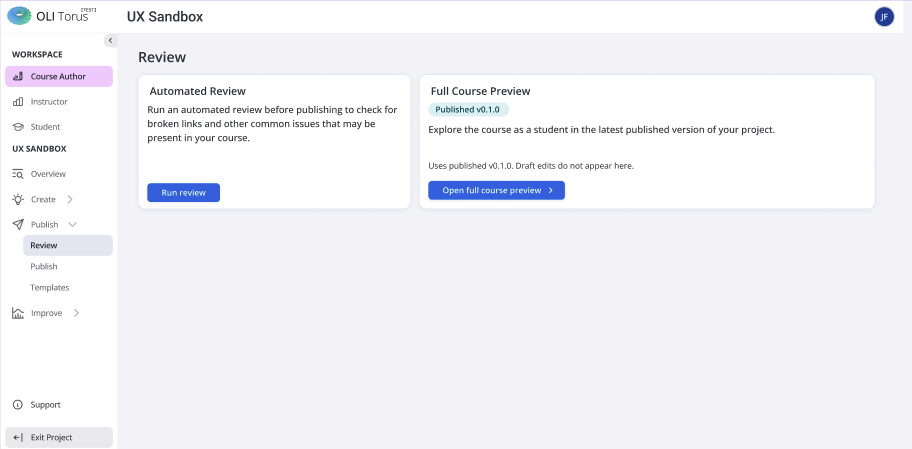 OLI Torus [TEST]
UX Sandbox
JF
WORKSPACE
Course Author
Instructor
Student
UX SANDBOX
Overview
Create
Publish
Review
Publish
Templates
Improve
Support
Exit Project
Review
Automated Review
Run an automated review before publishing to check for
broken links and other common issues that may be
present in your course.
Run review
Full Course Preview
Published v0.1.0
Explore the course as a student in the latest published version of your project.
Uses published v0.1.0. Draft edits do not appear here.
Open full course preview